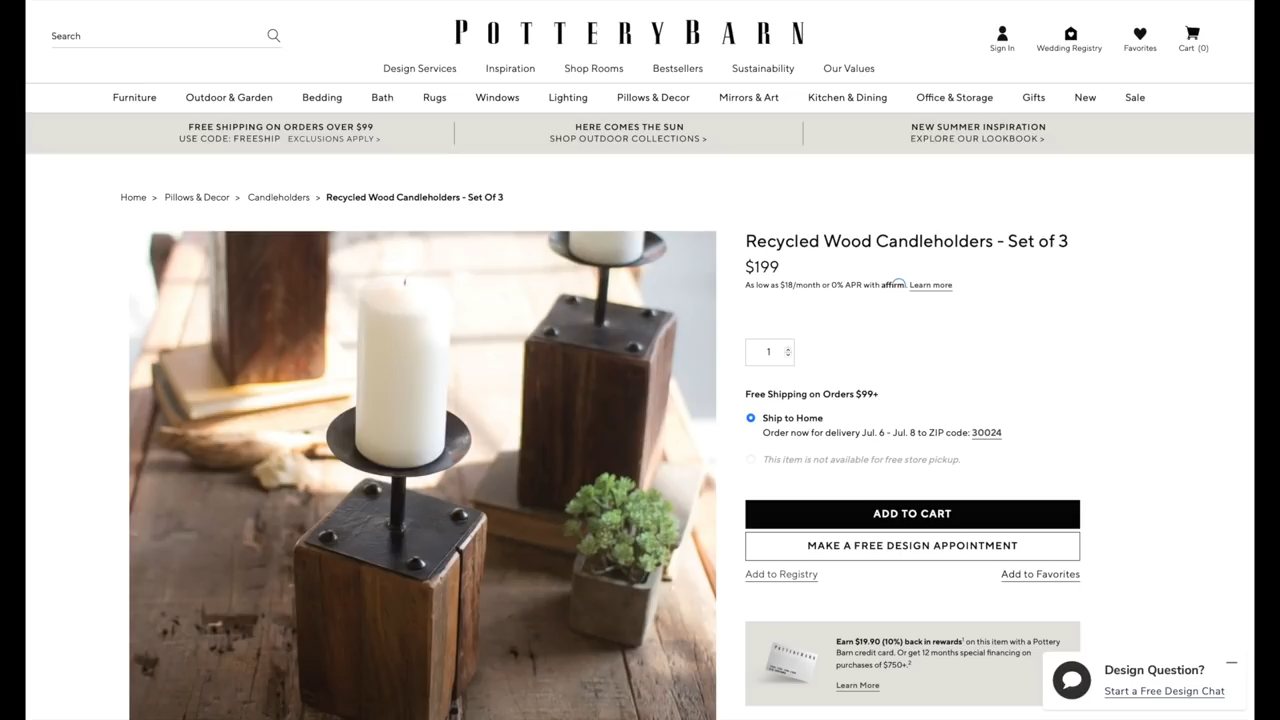 Search
POTTERYBARN
Sign In
Wedding Registry
Favorites
Cart (0)
Design Services
Inspiration
Shop Rooms
Bestsellers
Sustainability
Our Values
Furniture
Outdoor & Garden
Bedding
Bath
Rugs
Windows
Lighting
Pillows & Decor
Mirrors & Art
Kitchen & Dining
Office & Storage
Gifts
New
Sale
FREE SHIPPING ON ORDERS OVER $99
USE CODE: FREESHIP EXCLUSIONS APPLY >
HERE COMES THE SUN
SHOP OUTDOOR COLLECTIONS >
NEW SUMMER INSPIRATION
EXPLORE OUR LOOKBOOK >
Home > Pillows & Decor > Candleholders > Recycled Wood Candleholders - Set Of 3
Recycled Wood Candleholders - Set of 3
$199
As low as $18/month or 0% APR with affirm. Learn more
1
Free Shipping on Orders $99+
Ship to Home
Order now for delivery Jul. 6 - Jul. 8 to ZIP code: 30024
This item is not available for free store pickup.
ADD TO CART
MAKE A FREE DESIGN APPOINTMENT
Add to Registry
Add to Favorites
POTTERYBARN
Earn $19.90 (10%) back in rewards¹ on this item with a Pottery
Barn credit card. Or get 12 months special financing on
purchases of $750+.²
Learn More
Design Question?
Start a Free Design Chat